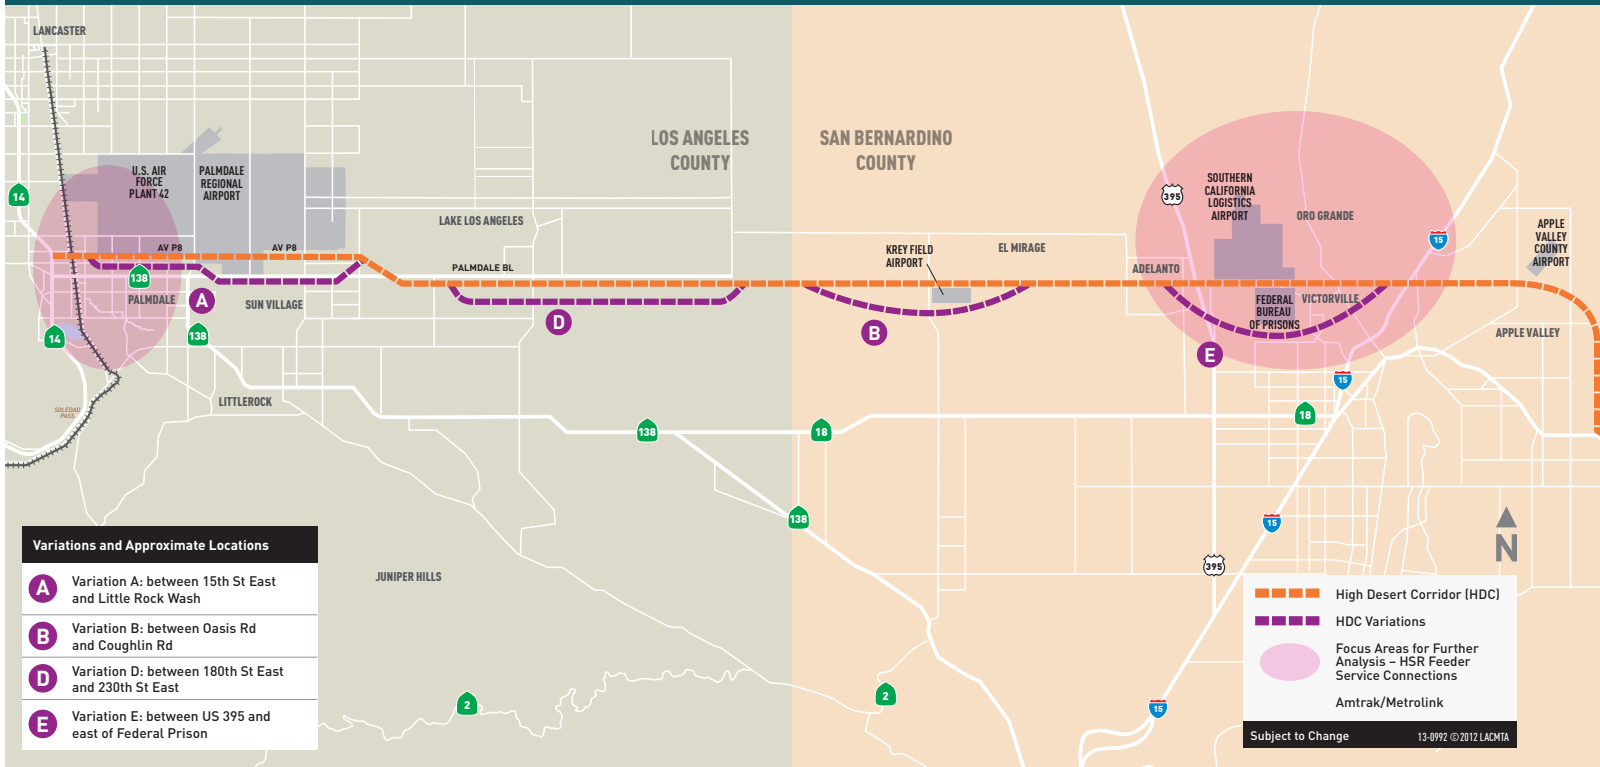 LANCASTER
LOS ANGELES
COUNTY
SAN BERNARDINO
COUNTY
U.S. AIR
FORCE
PLANT 42
PALMDALE
REGIONAL
AIRPORT
14
395
SOUTHERN
CALIFORNIA
LOGISTICS
AIRPORT
ORO GRANDE
15
APPLE
VALLEY
COUNTY
AIRPORT
LAKE LOS ANGELES
AV P8
AV P8
KREY FIELD
AIRPORT
EL MIRAGE
PALMDALE BL
ADELANTO
138
PALMDALE
A
SUN VILLAGE
D
B
FEDERAL
BUREAU
OF PRISONS
VICTORVILLE
E
APPLE VALLEY
14
138
15
LITTLEROCK
SOLEDAD
PASS
138
18
18
138
15
395
N
JUNIPER HILLS
2
2
15
Variations and Approximate Locations
A
Variation A: between 15th St East
and Little Rock Wash
B
Variation B: between Oasis Rd
and Coughlin Rd
D
Variation D: between 180th St East
and 230th St East
E
Variation E: between US 395 and
east of Federal Prison
High Desert Corridor (HDC)
HDC Variations
Focus Areas for Further
Analysis – HSR Feeder
Service Connections
Amtrak/Metrolink
Subject to Change
13-0992 ©2012 LACMTA